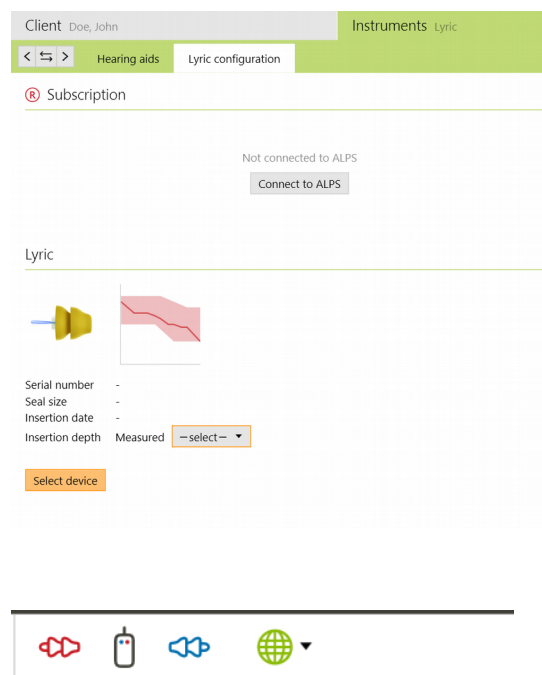 Client Doe, John Instruments Lyric
Hearing aids Lyric configuration
R Subscription
Not connected to ALPS
Connect to ALPS
Lyric
Serial number -
Seal size -
Insertion date -
Insertion depth Measured —select—
Select device